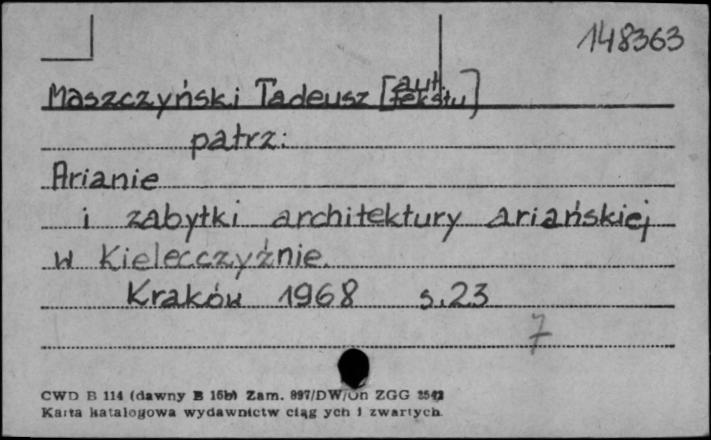 148363
Maszczyński Tadeusz [aut. tekstu]
patrz:
Arianie
i zabytki architektury ariańskiej
w Kielecczyźnie.
Kraków 1968 s.23
7
CWD B 114 (dawny B 16b) Zam. 897/DW/On ZGG
Karta katalogowa wydawnictw ciąg ych i zwartych.